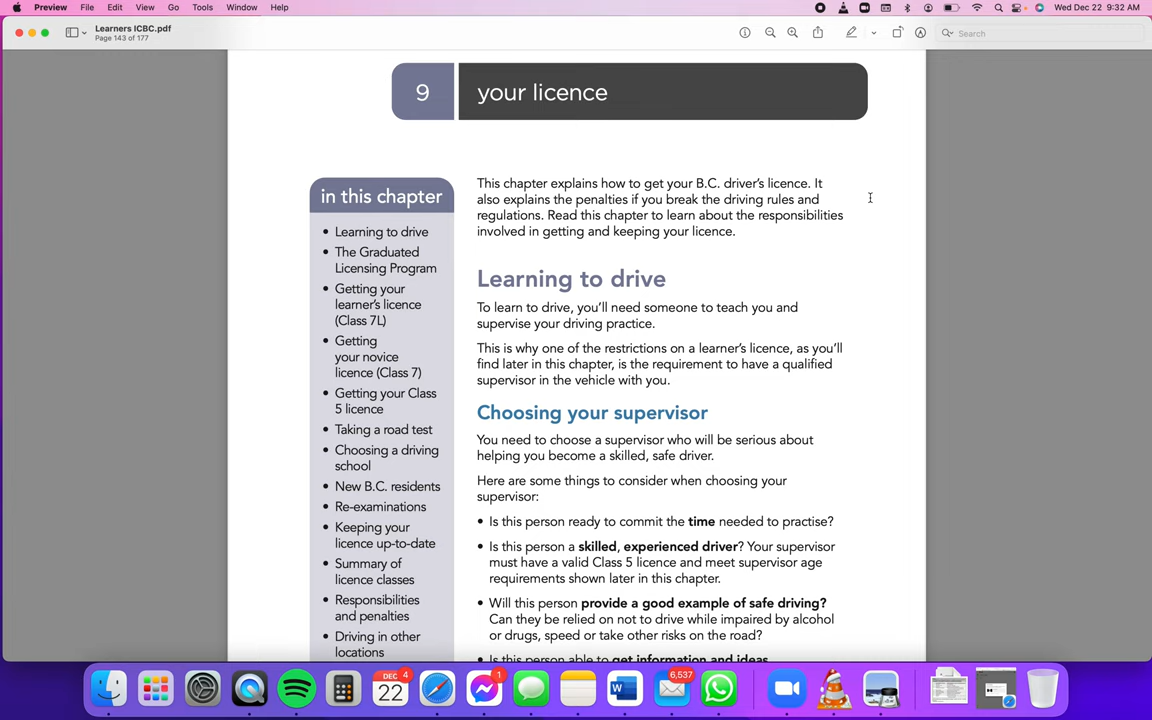 Preview File Edit View Go Tools Window Help
Wed Dec 22 9:32 AM
Learners ICBC.pdf
Page 143 of 177
Search
9 your licence
in this chapter
• Learning to drive
• The Graduated
Licensing Program
• Getting your
learner's licence
(Class 7L)
• Getting
your novice
licence (Class 7)
• Getting your Class
5 licence
• Taking a road test
• Choosing a driving
school
• New B.C. residents
• Re-examinations
• Keeping your
licence up-to-date
• Summary of
licence classes
• Responsibilities
and penalties
• Driving in other
locations
This chapter explains how to get your B.C. driver's licence. It
also explains the penalties if you break the driving rules and
regulations. Read this chapter to learn about the responsibilities
involved in getting and keeping your licence.
Learning to drive
To learn to drive, you'll need someone to teach you and
supervise your driving practice.
This is why one of the restrictions on a learner's licence, as you'll
find later in this chapter, is the requirement to have a qualified
supervisor in the vehicle with you.
Choosing your supervisor
You need to choose a supervisor who will be serious about
helping you become a skilled, safe driver.
Here are some things to consider when choosing your
supervisor:
• Is this person ready to commit the time needed to practise?
• Is this person a skilled, experienced driver? Your supervisor
must have a valid Class 5 licence and meet supervisor age
requirements shown later in this chapter.
• Will this person provide a good example of safe driving?
Can they be relied on not to drive while impaired by alcohol
or drugs, speed or take other risks on the road?
• Is this person able to get information and ideas
DEC
22
4
1
6,537